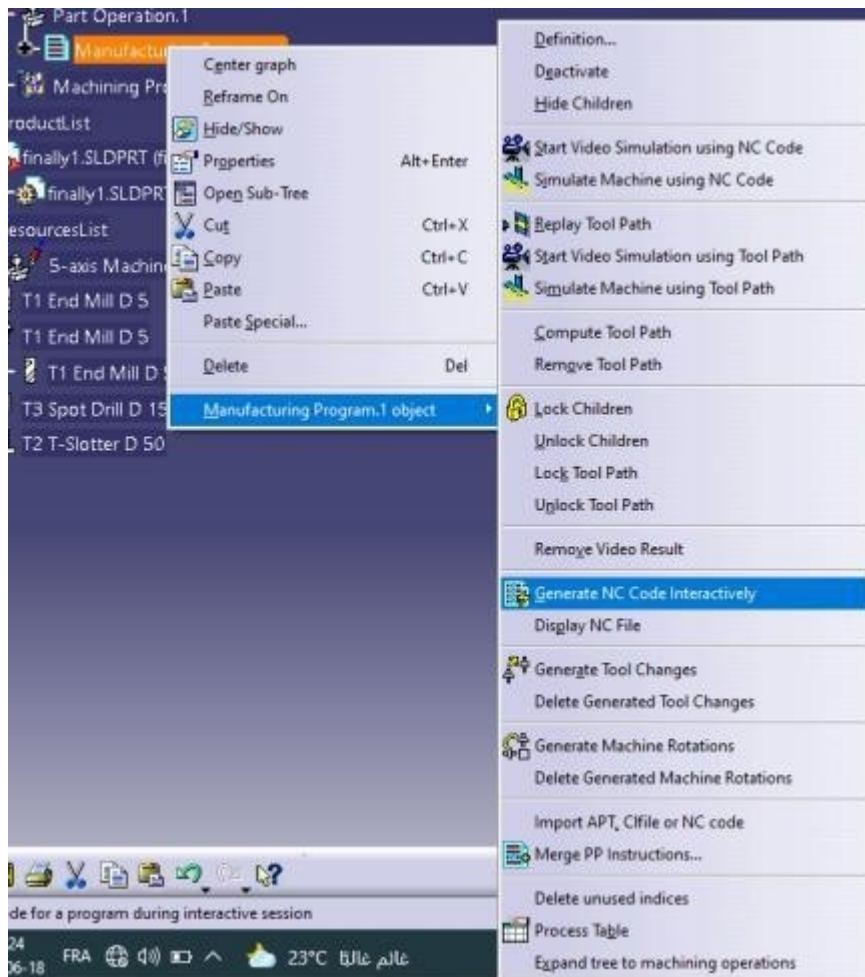 Part Operation.1
Manufactu
Machining Pro
roductList
finally1.SLDPRT (fi
finally1.SLDPR
esourcesList
5-axis Machin
T1 End Mill D 5
T1 End Mill D 5
T1 End Mill D 5
T3 Spot Drill D 15
T2 T-Slotter D 50
Center graph
Reframe On
Hide/Show
Properties Alt+Enter
Open Sub-Tree
Cut Ctrl+X
Copy Ctrl+C
Paste Ctrl+V
Paste Special...
Delete Del
Manufacturing Program.1 object
Definition...
Deactivate
Hide Children
Start Video Simulation using NC Code
Simulate Machine using NC Code
Replay Tool Path
Start Video Simulation using Tool Path
Simulate Machine using Tool Path
Compute Tool Path
Remove Tool Path
Lock Children
Unlock Children
Lock Tool Path
Unlock Tool Path
Remove Video Result
Generate NC Code Interactively
Display NC File
Generate Tool Changes
Delete Generated Tool Changes
Generate Machine Rotations
Delete Generated Machine Rotations
Import APT, Clfile or NC code
Merge PP Instructions...
Delete unused indices
Process Table
Expand tree to machining operations
de for a program during interactive session
24
06-18
FRA
23°C غائم غالبًا